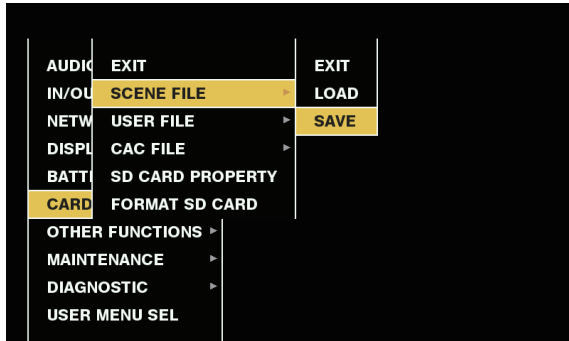 AUDI
IN/OU
NETW
DISPL
BATT
CARD
OTHER FUNCTIONS
MAINTENANCE
DIAGNOSTIC
USER MENU SEL
EXIT
SCENE FILE
USER FILE
CAC FILE
SD CARD PROPERTY
FORMAT SD CARD
EXIT
LOAD
SAVE